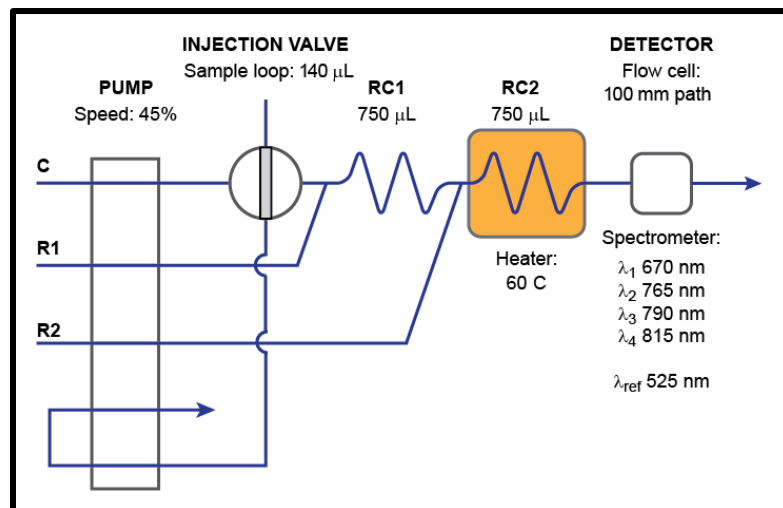 INJECTION VALVE
Sample loop: 140 μL
DETECTOR
Flow cell:
100 mm path
PUMP
Speed: 45%
RC1
750 μL
RC2
750 μL
C
R1
R2
Heater:
60 C
Spectrometer:
λ1 670 nm
λ2 765 nm
λ3 790 nm
λ4 815 nm
λref 525 nm